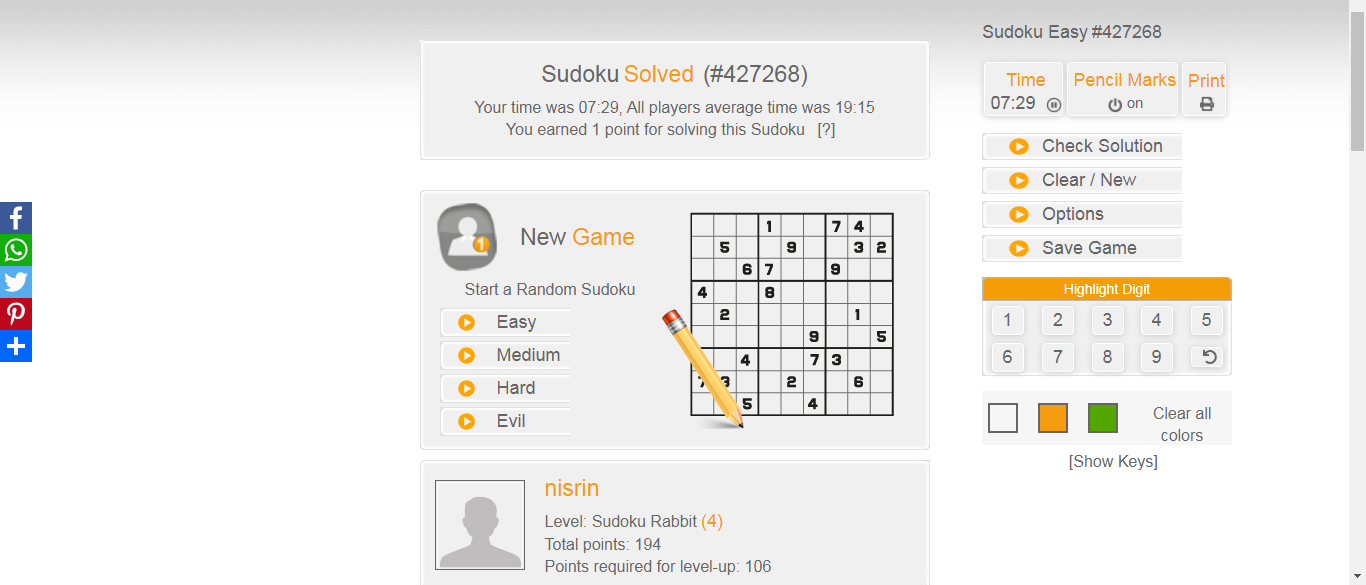 Sudoku Solved (#427268)
Your time was 07:29, All players average time was 19:15
You earned 1 point for solving this Sudoku [?]
1
New Game
Start a Random Sudoku
Easy
Medium
Hard
Evil
1 7 4
5 9 3 2
6 7 9
4 8
2 1
9 5
4 7 3
7 3 2 6
5 4
nisrin
Level: Sudoku Rabbit (4)
Total points: 194
Points required for level-up: 106
Sudoku Easy #427268
Time
07:29
Pencil Marks
on
Print
Check Solution
Clear / New
Options
Save Game
Highlight Digit
1 2 3 4 5
6 7 8 9
Clear all
colors
[Show Keys]